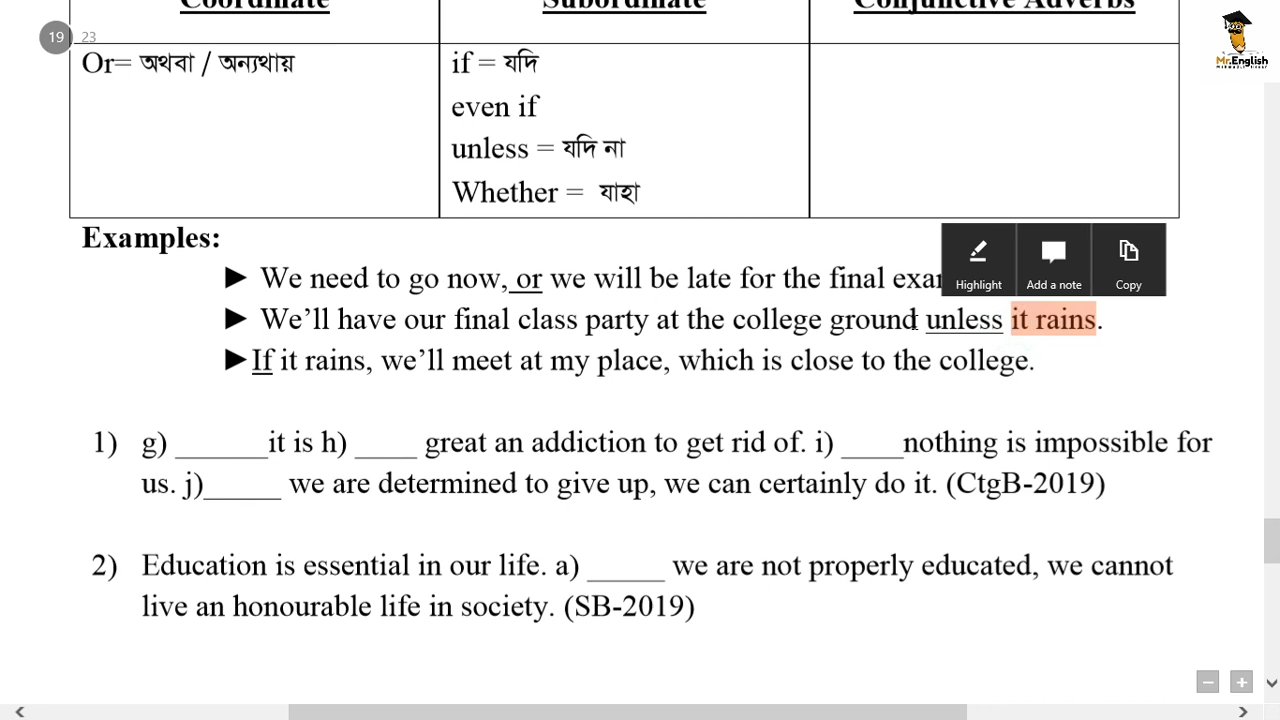 Coordinate Subordinate Conjunctive Adverbs
19 23
Or= অথবা / অন্যথায় if = যদি
even if
unless = যদি না
Whether = যাহা
Mr.English
Examples:
► We need to go now, or we will be late for the final
► We’ll have our final class party at the college ground unless it rains.
► If it rains, we’ll meet at my place, which is close to the college.
Highlight Add a note Copy
1) g) ______it is h) ____ great an addiction to get rid of. i) ____nothing is impossible for
us. j)_____ we are determined to give up, we can certainly do it. (CtgB-2019)
2) Education is essential in our life. a) _____ we are not properly educated, we cannot
live an honourable life in society. (SB-2019)